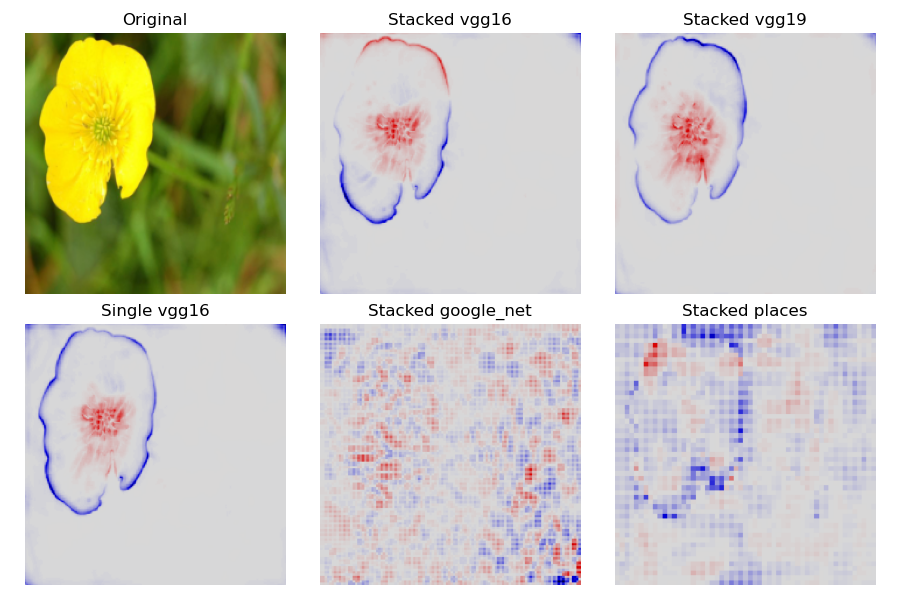 Original
Stacked vgg16
Stacked vgg19
Single vgg16
Stacked google_net
Stacked places